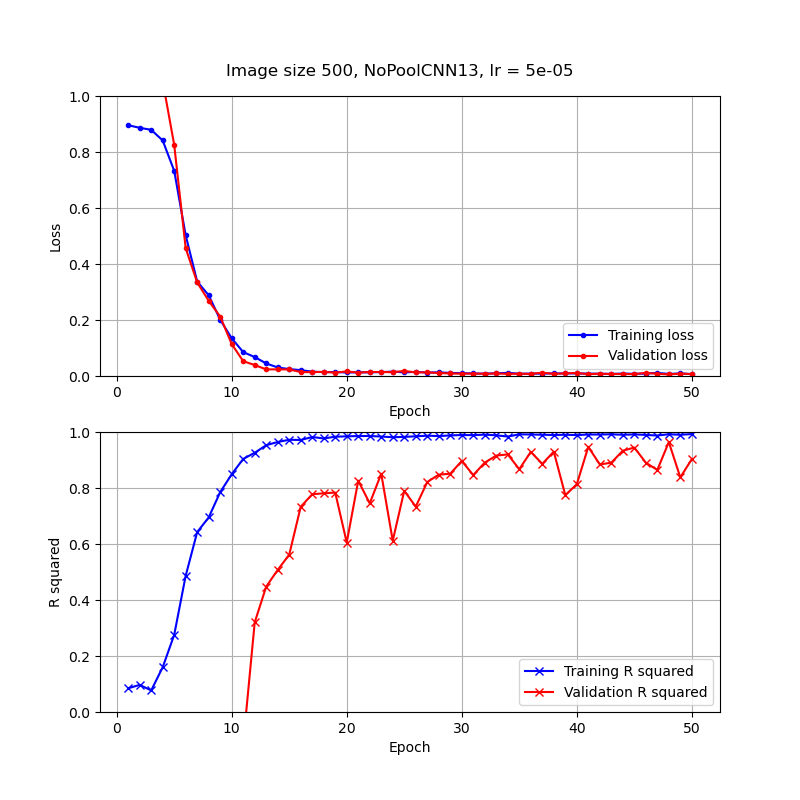 Image size 500, NoPoolCNN13, lr = 5e-05
1.0
0.8
0.6
0.4
0.2
0.0
Loss
Training loss
Validation loss
0 10 20 30 40 50
Epoch
1.0
0.8
0.6
0.4
0.2
0.0
R squared
Training R squared
Validation R squared
0 10 20 30 40 50
Epoch